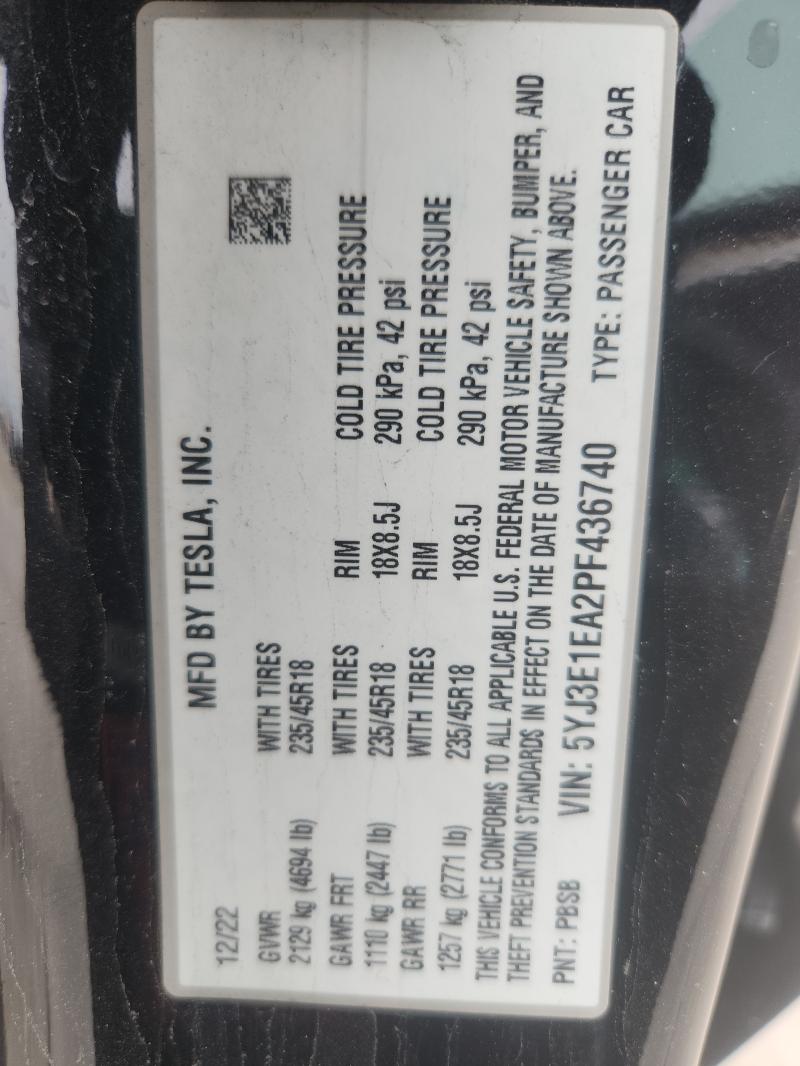 MFD BY TESLA, INC.
12/22
GVWR WITH TIRES
2129 kg (4694 lb) 235/45R18
GAWR FRT WITH TIRES RIM COLD TIRE PRESSURE
1110 kg (2447 lb) 235/45R18 18X8.5J 290 kPa, 42 psi
GAWR RR WITH TIRES RIM COLD TIRE PRESSURE
1257 kg (2771 lb) 235/45R18 18X8.5J 290 kPa, 42 psi
THIS VEHICLE CONFORMS TO ALL APPLICABLE U.S. FEDERAL MOTOR VEHICLE SAFETY, BUMPER, AND
THEFT PREVENTION STANDARDS IN EFFECT ON THE DATE OF MANUFACTURE SHOWN ABOVE.
PNT: PBSB VIN: 5YJ3E1EA2PF436740 TYPE: PASSENGER CAR